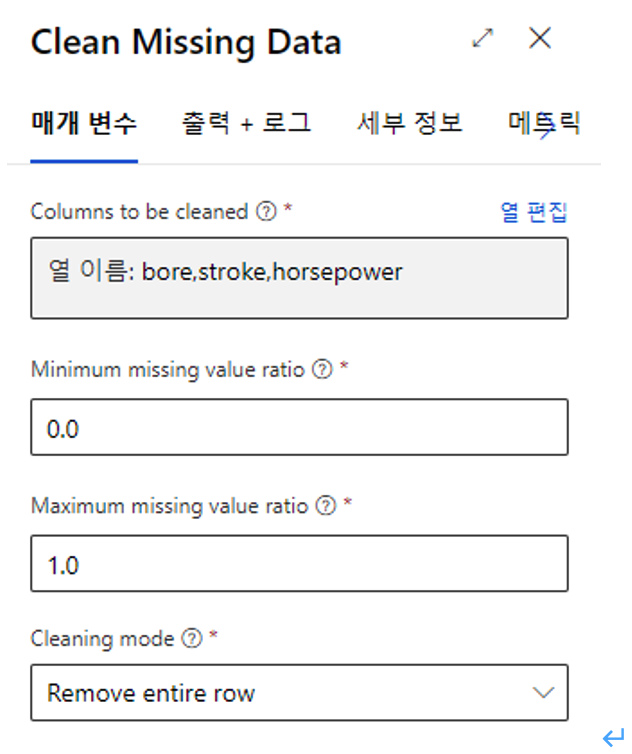 Clean Missing Data
매개 변수 출력 + 로그 세부 정보 메트릭
Columns to be cleaned ? * 열 편집
열 이름: bore,stroke,horsepower
Minimum missing value ratio ? *
0.0
Maximum missing value ratio ? *
1.0
Cleaning mode ? *
Remove entire row